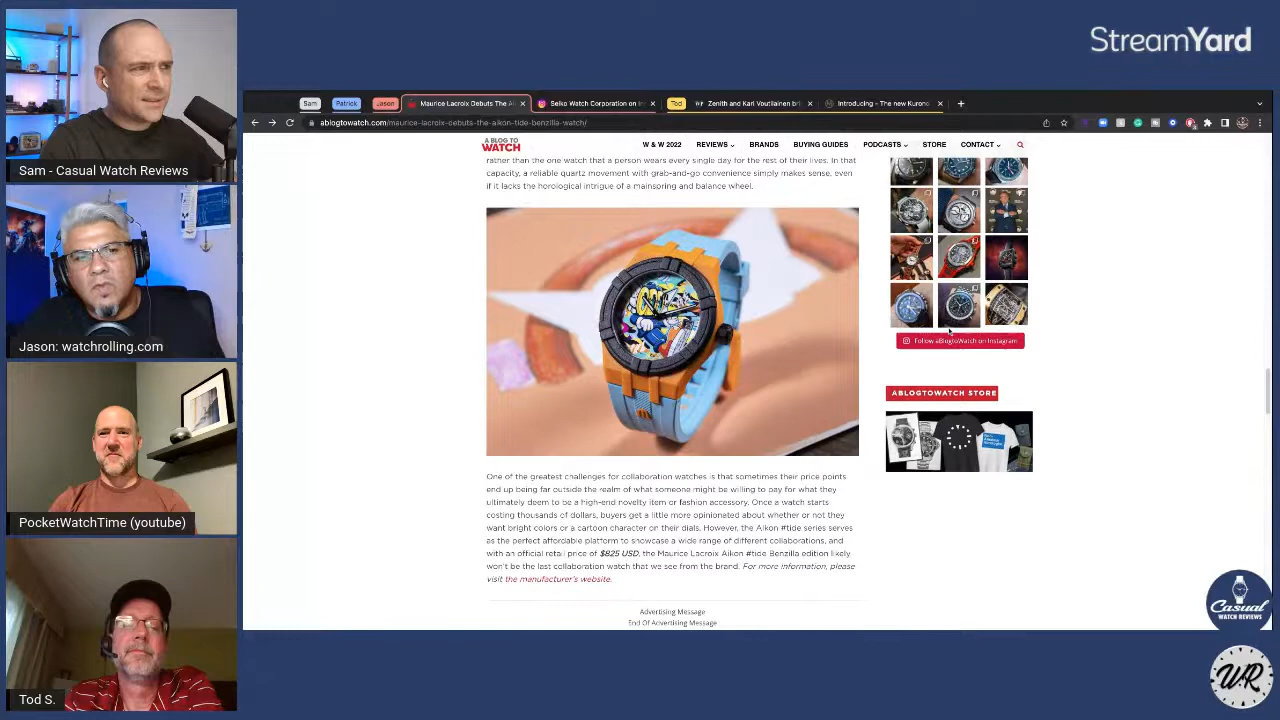 StreamYard
Sam
Patrick
Jason
Maurice Lacroix Debuts The Ai
Seiko Watch Corporation on In
Tod
Zenith and Kari Voutilainen bri
Introducing - The new Kurono
ablogtowatch.com/maurice-lacroix-debuts-the-aikon-tide-benzilla-watch/
A BLOG TO
WATCH
W & W 2022
REVIEWS
BRANDS
BUYING GUIDES
PODCASTS
STORE
CONTACT
rather than the one watch that a person wears every single day for the rest of their lives. In that
capacity, a reliable quartz movement with grab-and-go convenience simply makes sense, even
if it lacks the horological intrigue of a mainspring and balance wheel.
Follow aBlogtoWatch on Instagram
ABLOGTOWATCH STORE
One of the greatest challenges for collaboration watches is that sometimes their price points
end up being far outside the realm of what someone might be willing to pay for what they
ultimately deem to be a high-end novelty item or fashion accessory. Once a watch starts
costing thousands of dollars, buyers get a little more opinionated about whether or not they
want bright colors or a cartoon character on their dials. However, the Aikon #tide series serves
as the perfect affordable platform to showcase a wide range of different collaborations, and
with an official retail price of $825 USD, the Maurice Lacroix Aikon #tide Benzilla edition likely
won't be the last collaboration watch that we see from the brand. For more information, please
visit the manufacturer's website.
Advertising Message
End Of Advertising Message
Sam - Casual Watch Reviews
Jason: watchrolling.com
PocketWatchTime (youtube)
Tod S.
Casual
WATCH REVIEWS
WR